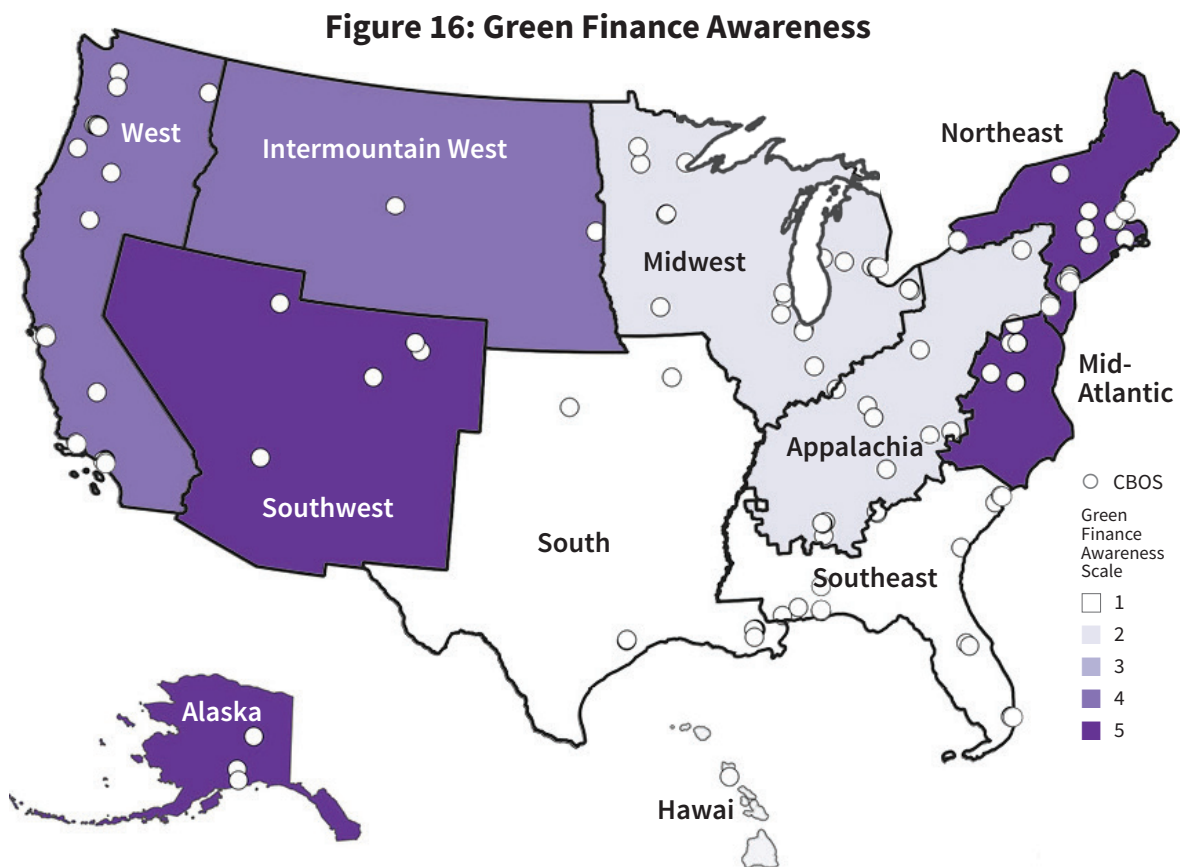 Figure 16: Green Finance Awareness
West
Intermountain West
Northeast
Midwest
Mid-
Atlantic
Appalachia
Southwest
South
Southeast
Alaska
Hawai
CBOS
Green
Finance
Awareness
Scale
1
2
3
4
5